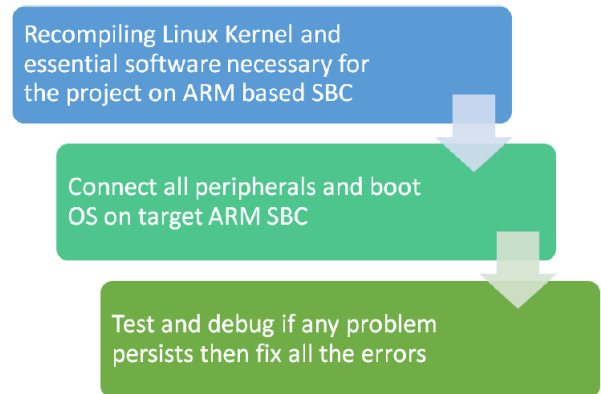 Recompiling Linux Kernel and
essential software necessary for
the project on ARM based SBC
Connect all peripherals and boot
OS on target ARM SBC
Test and debug if any problem
persists then fix all the errors